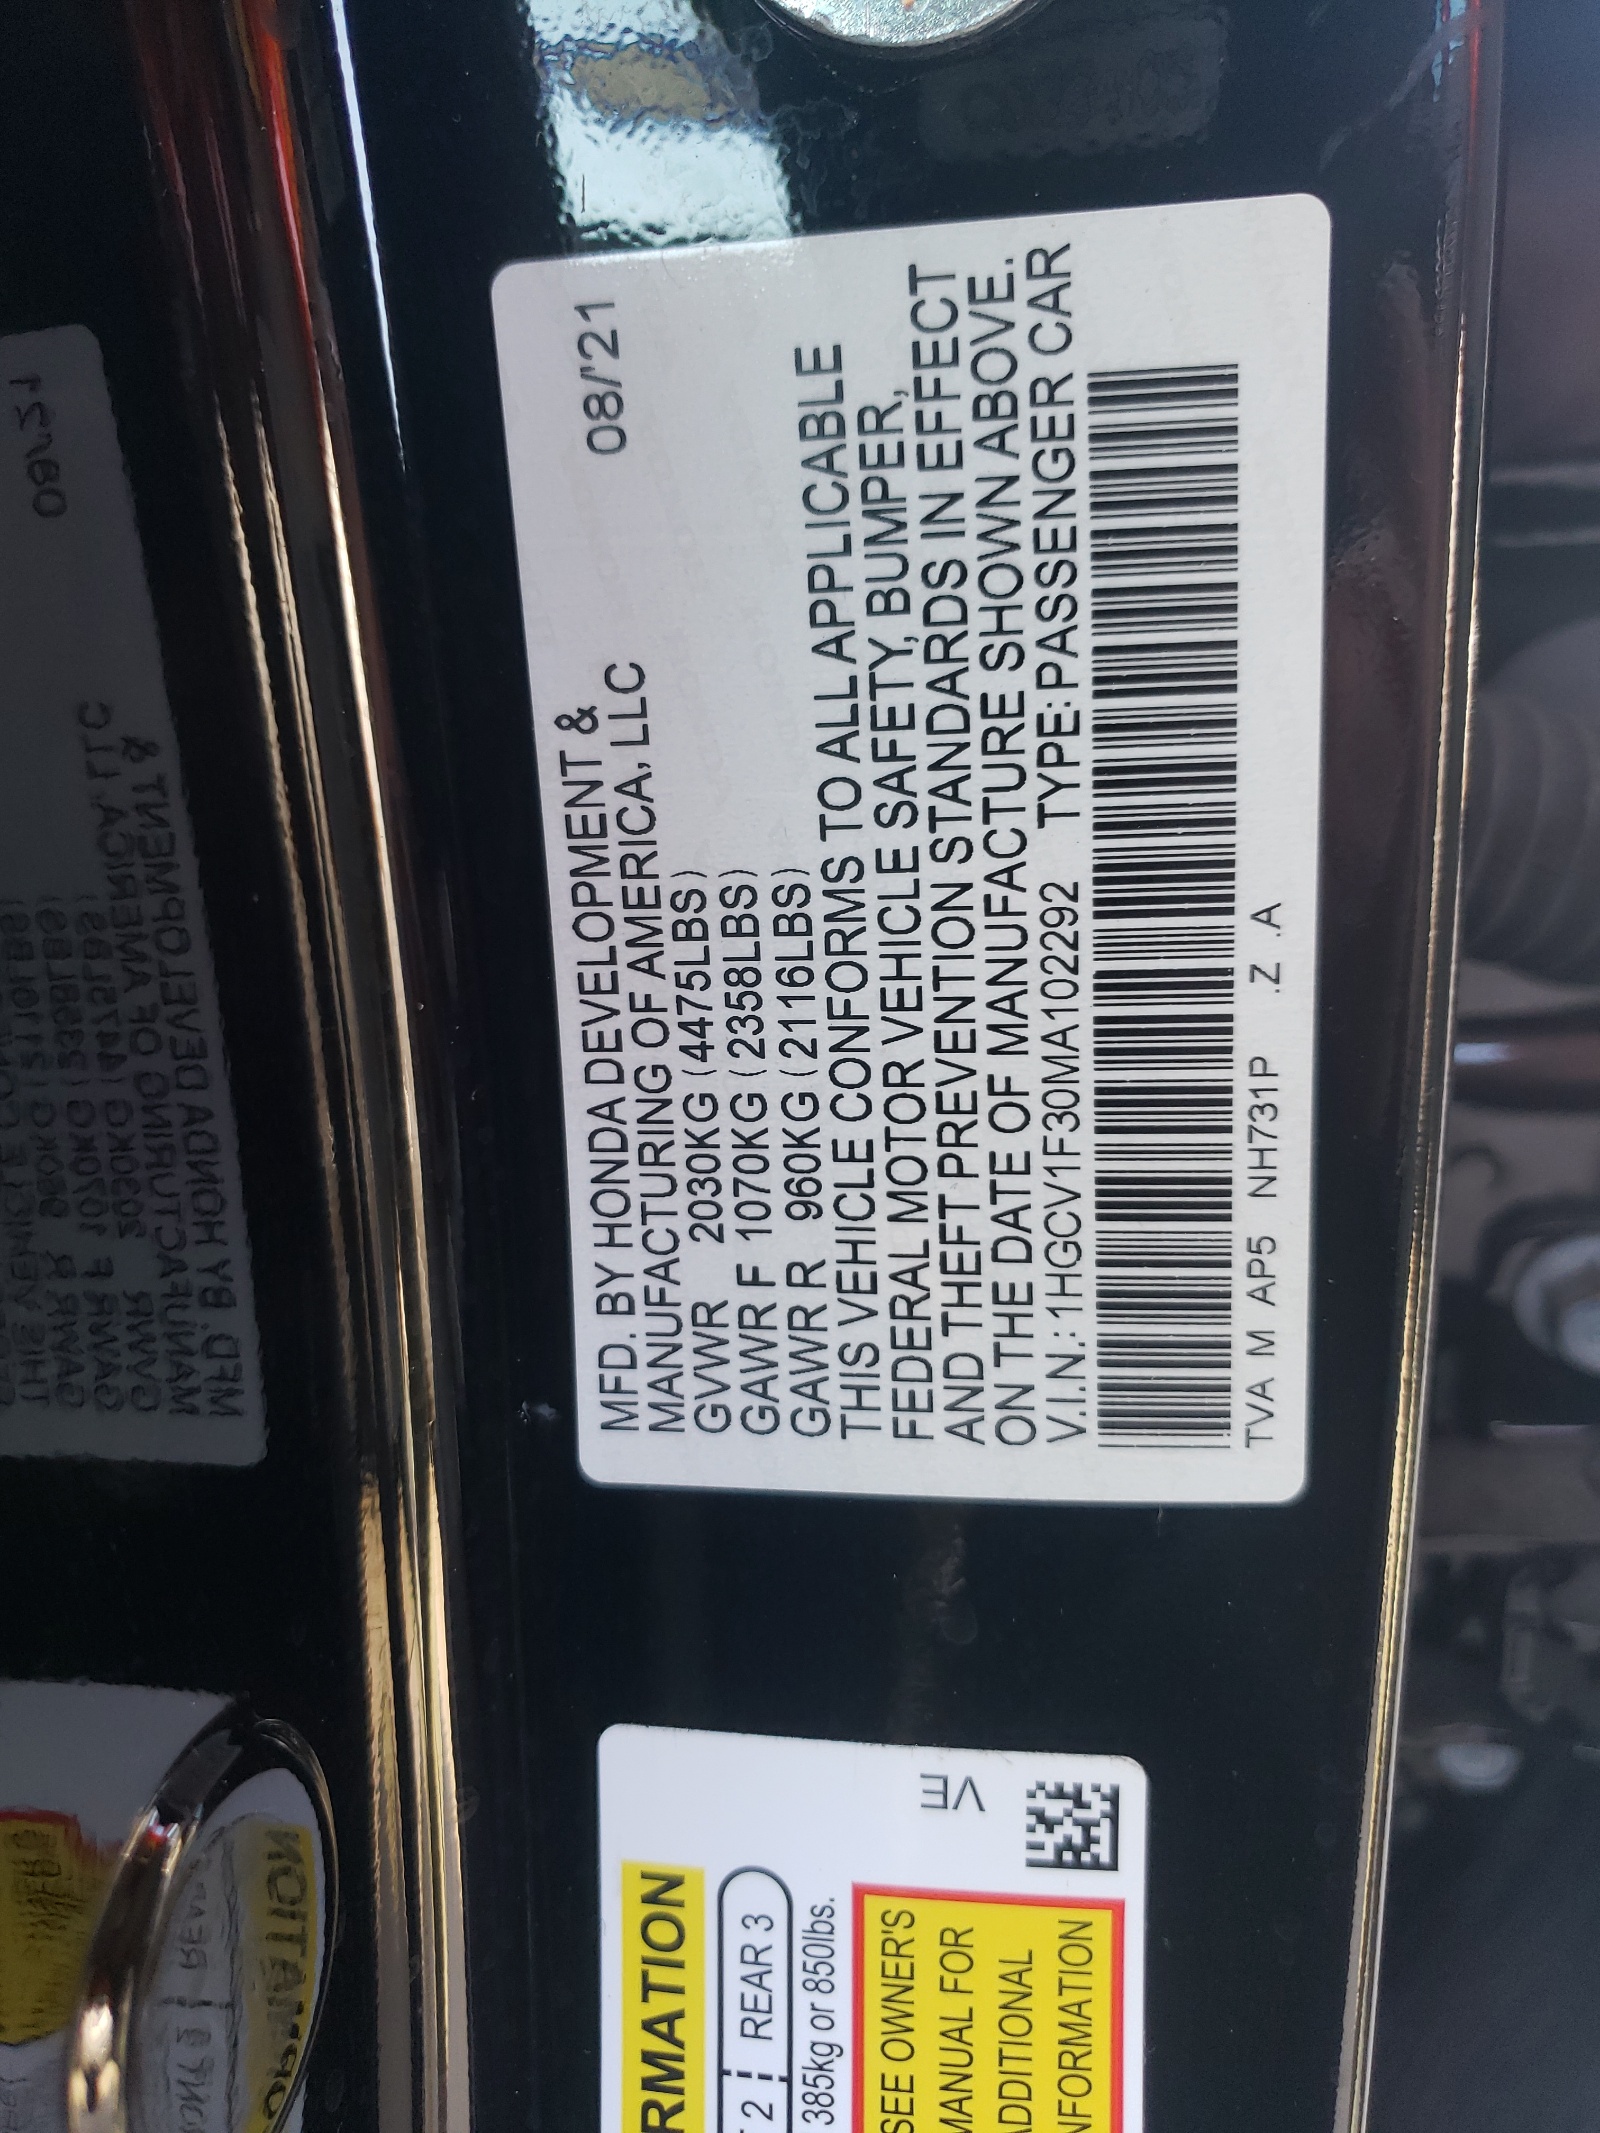 MFD. BY HONDA DEVELOPMENT & 08/'21
MANUFACTURING OF AMERICA, LLC
GVWR 2030KG (4475LBS)
GAWR F 1070KG (2358LBS)
GAWR R 960KG (2116LBS)
THIS VEHICLE CONFORMS TO ALL APPLICABLE
FEDERAL MOTOR VEHICLE SAFETY, BUMPER,
AND THEFT PREVENTION STANDARDS IN EFFECT
ON THE DATE OF MANUFACTURE SHOWN ABOVE.
V.I.N.: 1HGCV1F30MA102292 TYPE: PASSENGER CAR
TVA M AP5 NH731P .Z .A
RMATION
2 REAR 3
385kg or 850lbs.
SEE OWNER'S
MANUAL FOR
ADDITIONAL
NFORMATION
VE